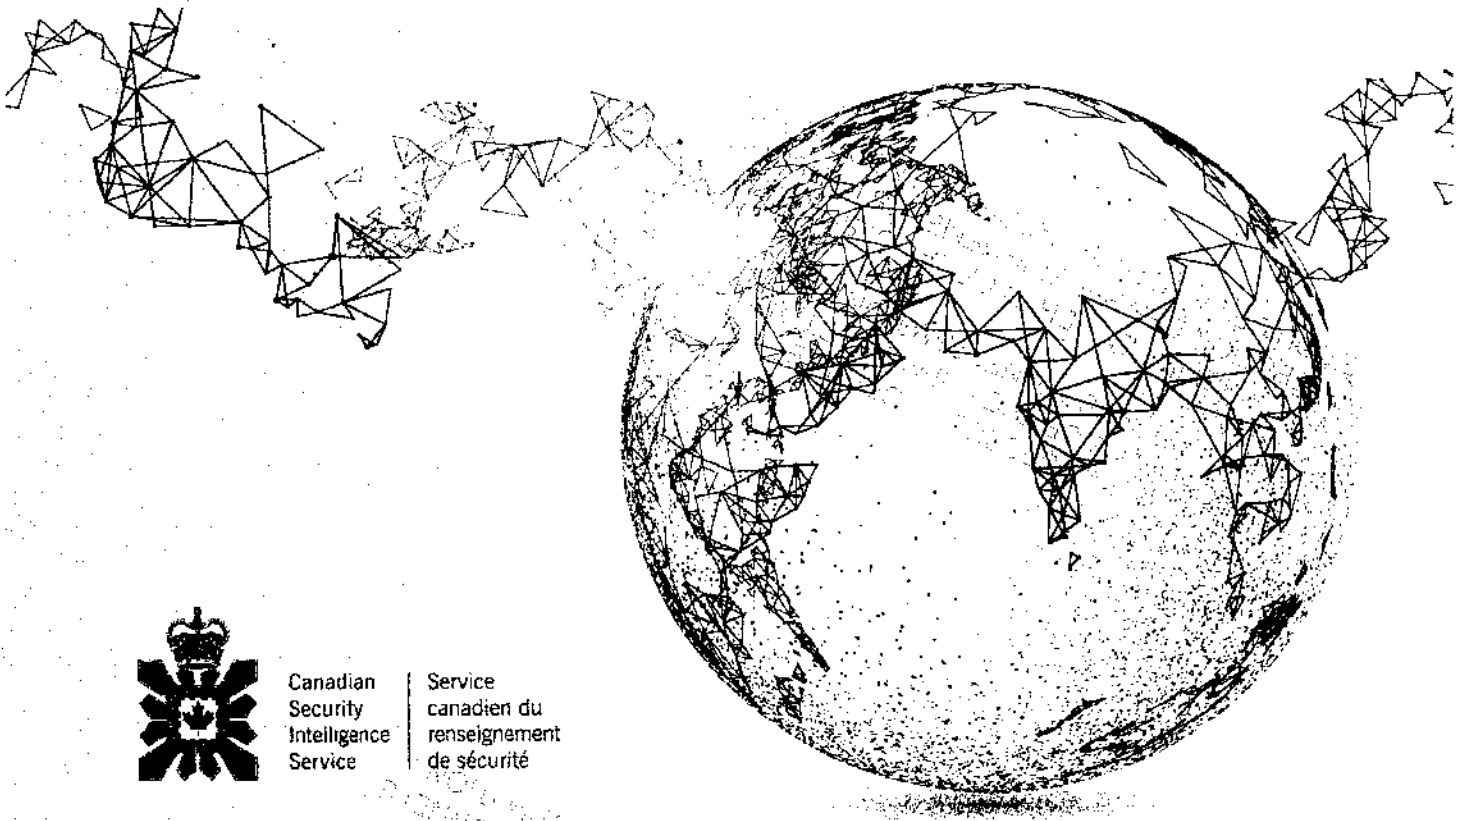 Canadian
Security
Intelligence
Service
Service
canadien du
renseignement
de sécurité